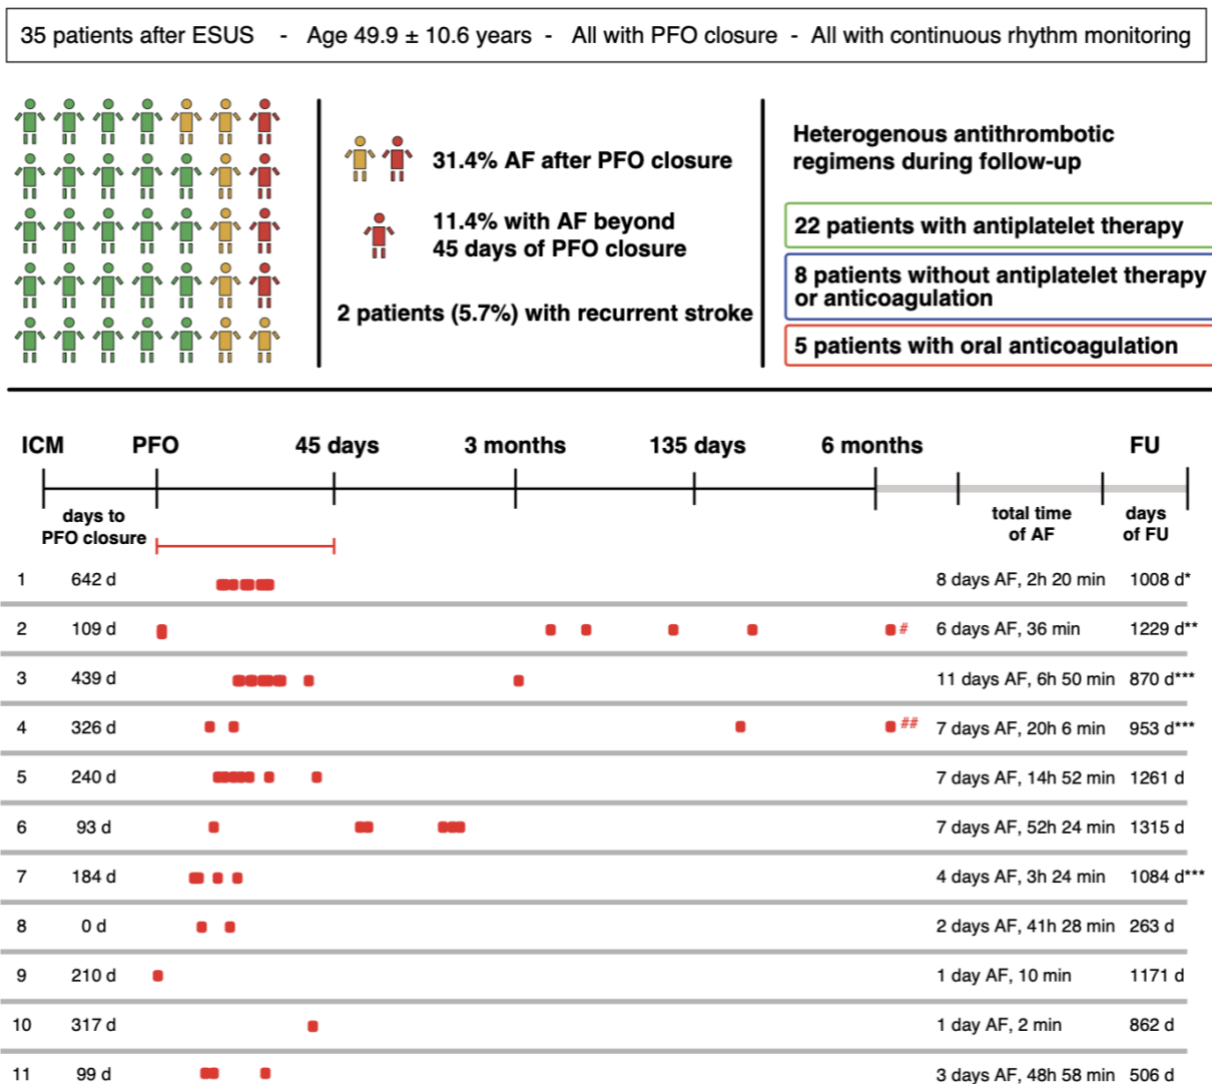 35 patients after ESUS - Age 49.9 ± 10.6 years - All with PFO closure - All with continuous rhythm monitoring
31.4% AF after PFO closure
11.4% with AF beyond
45 days of PFO closure
2 patients (5.7%) with recurrent stroke
Heterogenous antithrombotic
regimens during follow-up
22 patients with antiplatelet therapy
8 patients without antiplatelet therapy
or anticoagulation
5 patients with oral anticoagulation
ICM PFO 45 days 3 months 135 days 6 months FU
days to
PFO closure
total time
of AF
days
of FU
1 642 d 8 days AF, 2h 20 min 1008 d*
2 109 d # 6 days AF, 36 min 1229 d**
3 439 d 11 days AF, 6h 50 min 870 d***
4 326 d ## 7 days AF, 20h 6 min 953 d***
5 240 d 7 days AF, 14h 52 min 1261 d
6 93 d 7 days AF, 52h 24 min 1315 d
7 184 d 4 days AF, 3h 24 min 1084 d***
8 0 d 2 days AF, 41h 28 min 263 d
9 210 d 1 day AF, 10 min 1171 d
10 317 d 1 day AF, 2 min 862 d
11 99 d 3 days AF, 48h 58 min 506 d